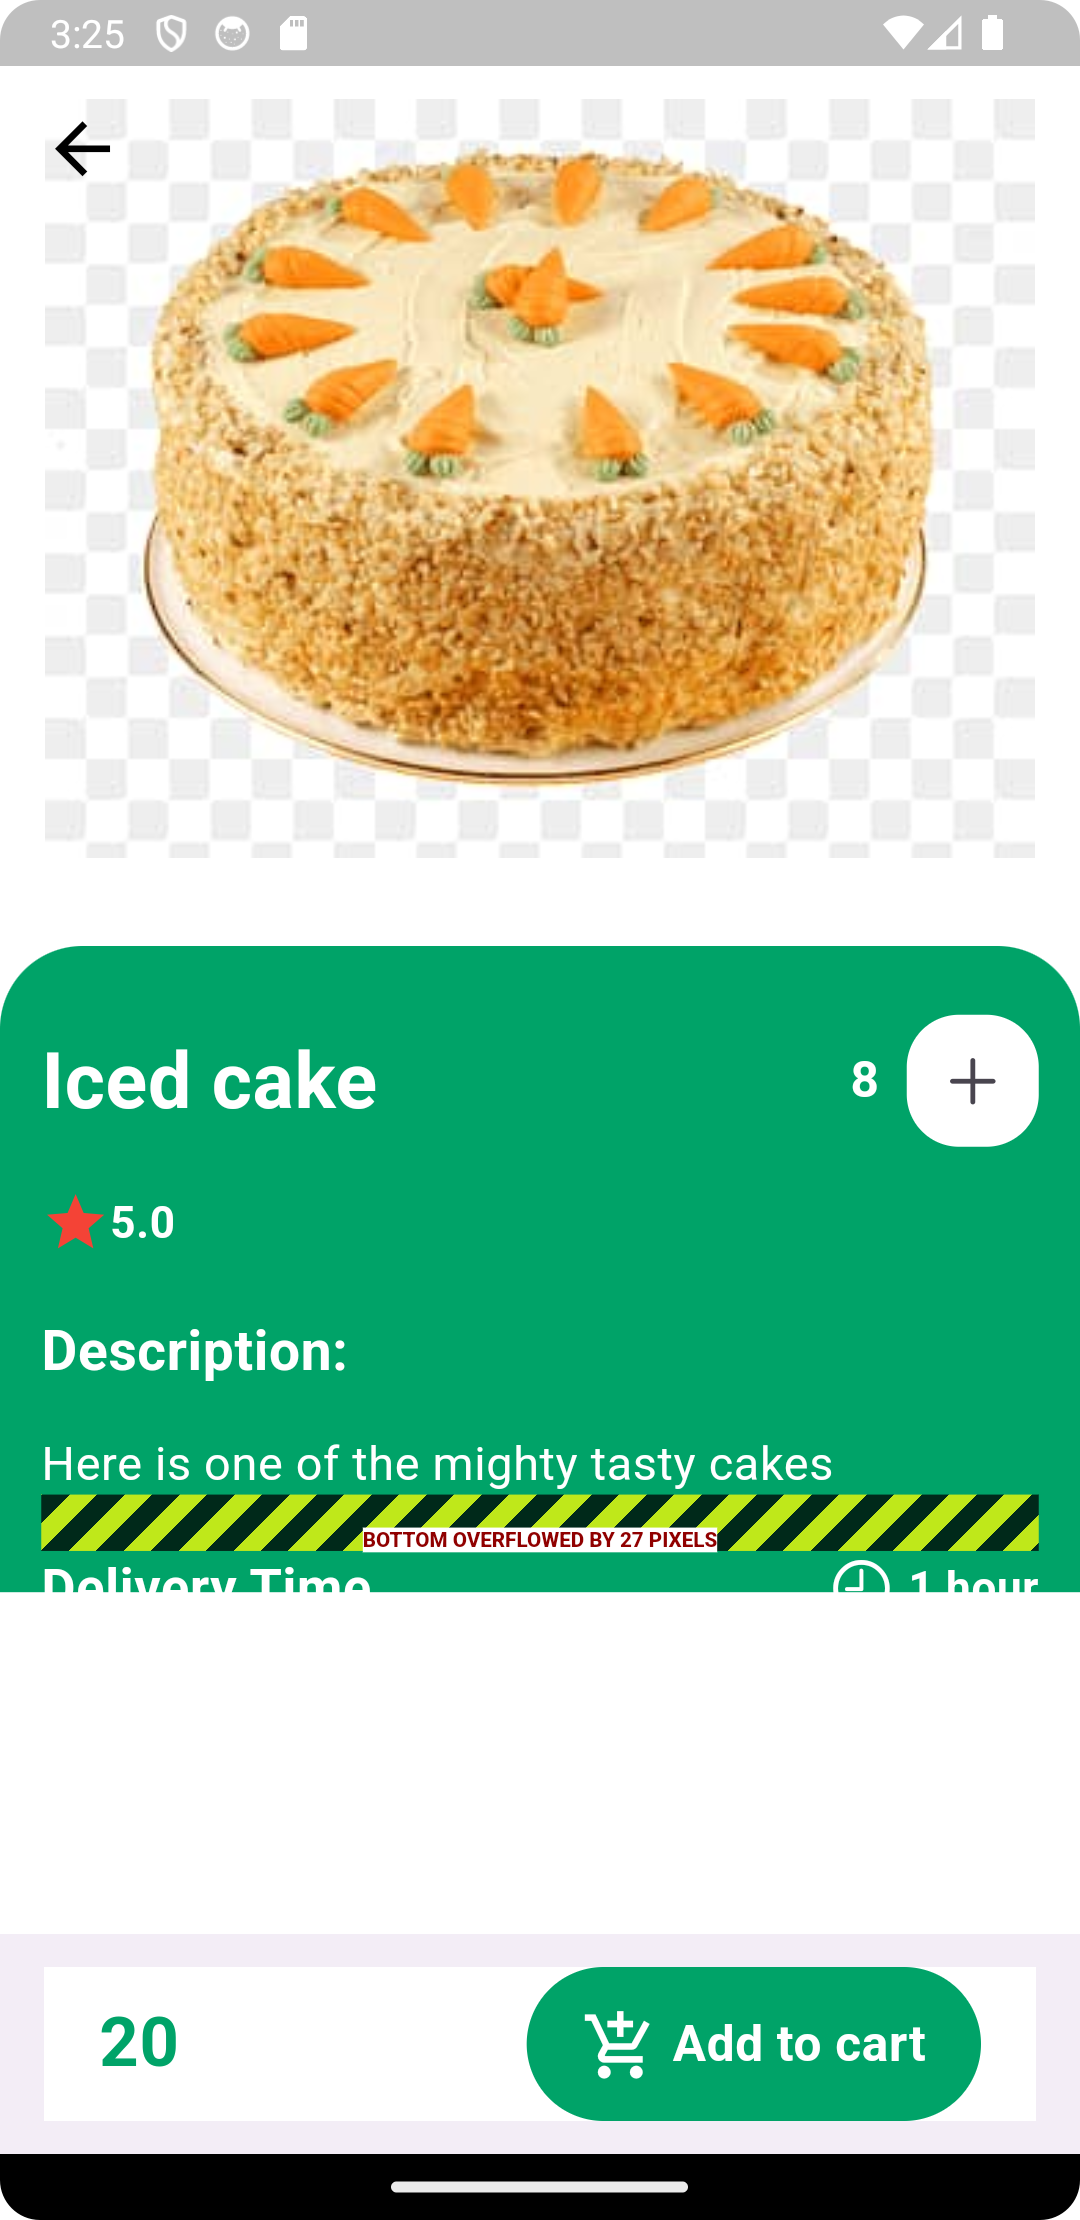 3:25
Iced cake
8
5.0
Description:
Here is one of the mighty tasty cakes
BOTTOM OVERFLOWED BY 27 PIXELS
Delivery Time
1 hour
20
Add to cart